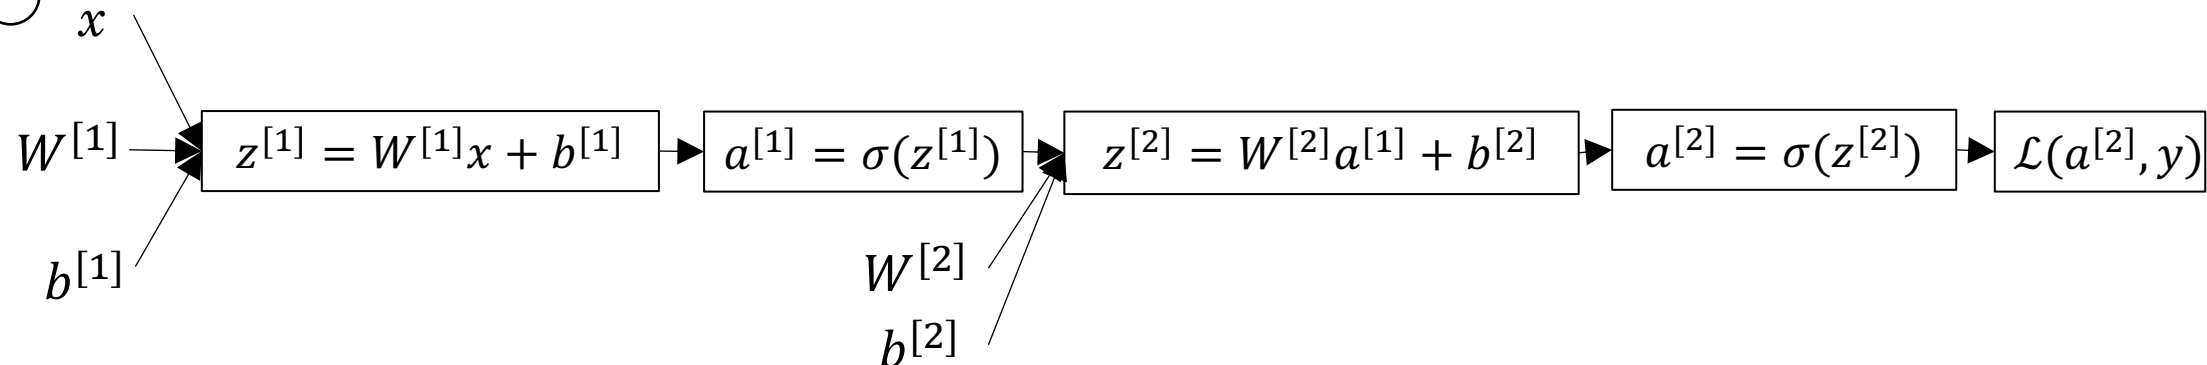 x
W^{[1]}
z^{[1]} = W^{[1]}x + b^{[1]}
a^{[1]} = σ(z^{[1]})
z^{[2]} = W^{[2]}a^{[1]} + b^{[2]}
a^{[2]} = σ(z^{[2]})
ℒ(a^{[2]}, y)
b^{[1]}
W^{[2]}
b^{[2]}